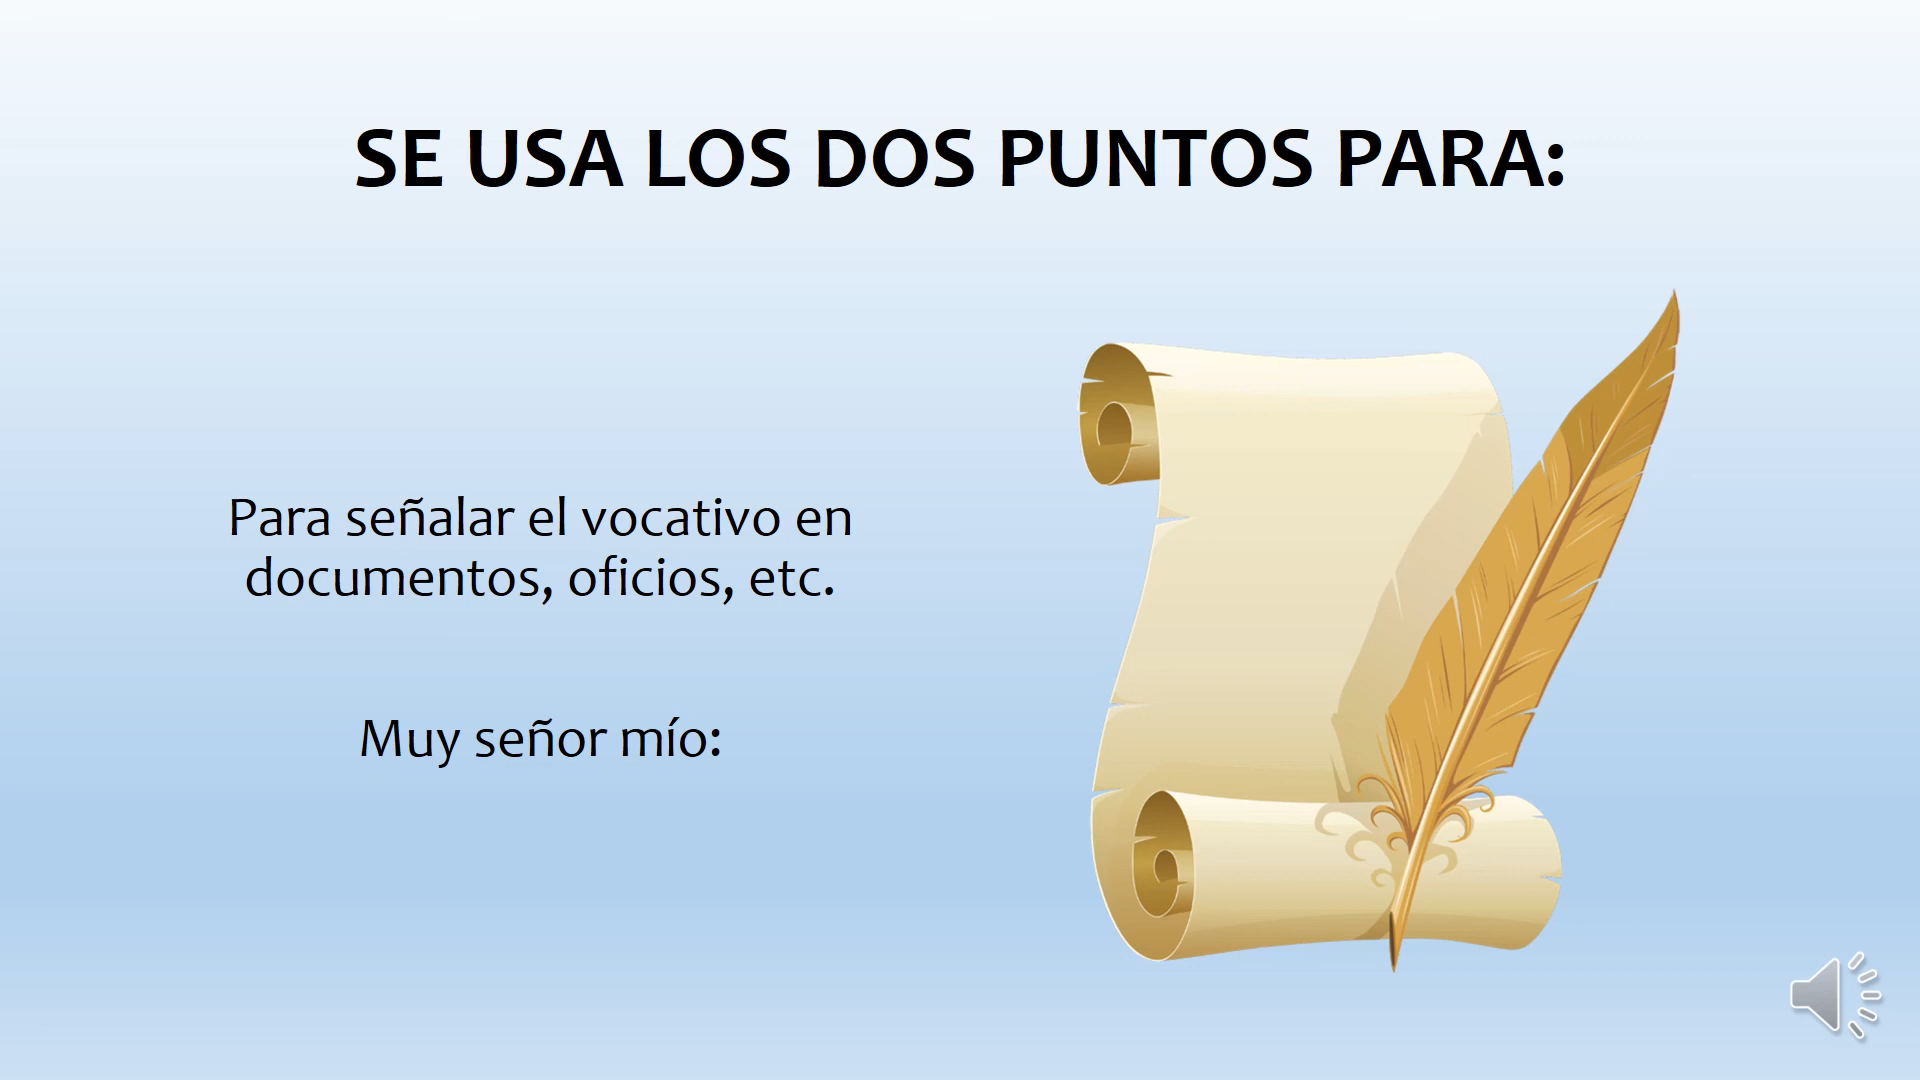 SE USA LOS DOS PUNTOS PARA:
Para señalar el vocativo en
documentos, oficios, etc.
Muy señor mío: